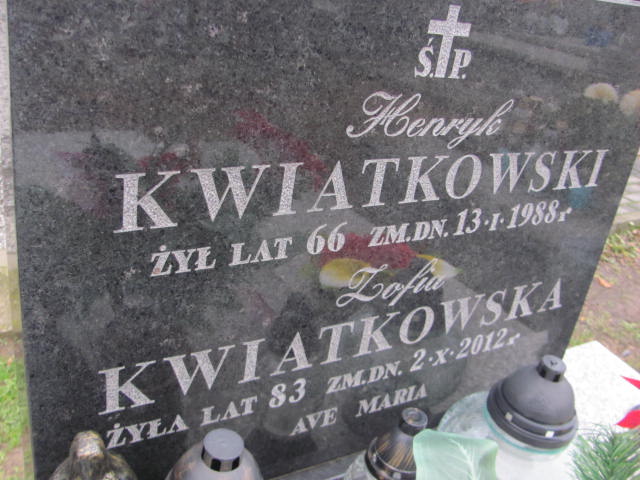 Ś.P.
Henryk
KWIATKOWSKI
ŻYŁ LAT 66 ZM.DN. 13·I·1988r
Zofia
KWIATKOWSKA
ŻYŁA LAT 83 ZM.DN. 2·X·2012r
AVE MARIA